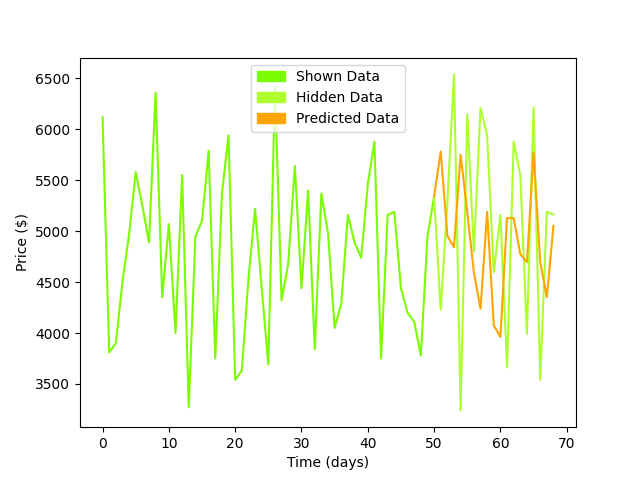 Shown Data
Hidden Data
Predicted Data
6500
6000
5500
5000
4500
4000
3500
Price ($)
0 10 20 30 40 50 60 70
Time (days)